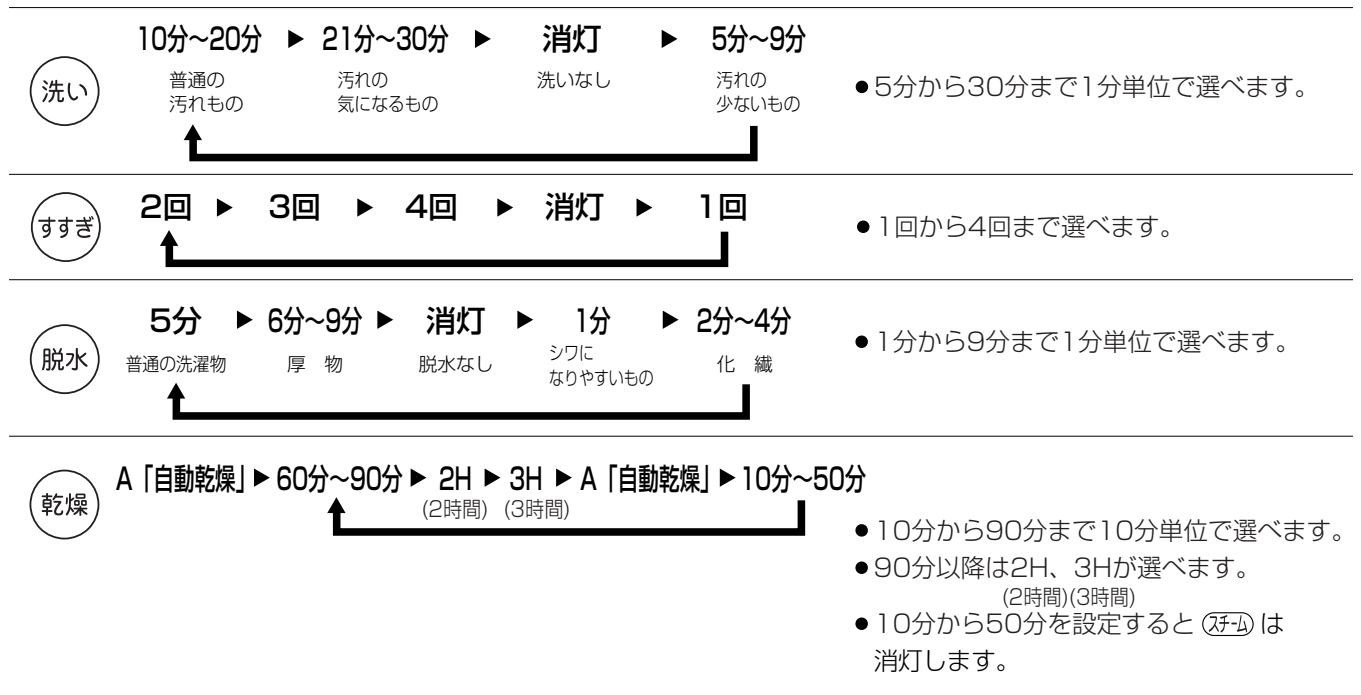 洗い
10分~20分 ▶ 21分~30分 ▶ 消灯 ▶ 5分~9分
普通の
汚れもの
汚れの
気になるもの
洗いなし
汚れの
少ないもの
●5分から30分まで1分単位で選べます。
すすぎ
2回 ▶ 3回 ▶ 4回 ▶ 消灯 ▶ 1回
●1回から4回まで選べます。
脱水
5分 ▶ 6分~9分 ▶ 消灯 ▶ 1分 ▶ 2分~4分
普通の洗濯物
厚 物
脱水なし
シワに
なりやすいもの
化 繊
●1分から9分まで1分単位で選べます。
乾燥
A「自動乾燥」▶60分~90分▶ 2H ▶ 3H ▶ A「自動乾燥」▶10分~50分
(2時間) (3時間)
●10分から90分まで10分単位で選べます。
●90分以降は2H、3Hが選べます。
(2時間)(3時間)
●10分から50分を設定すると スチーム は
消灯します。